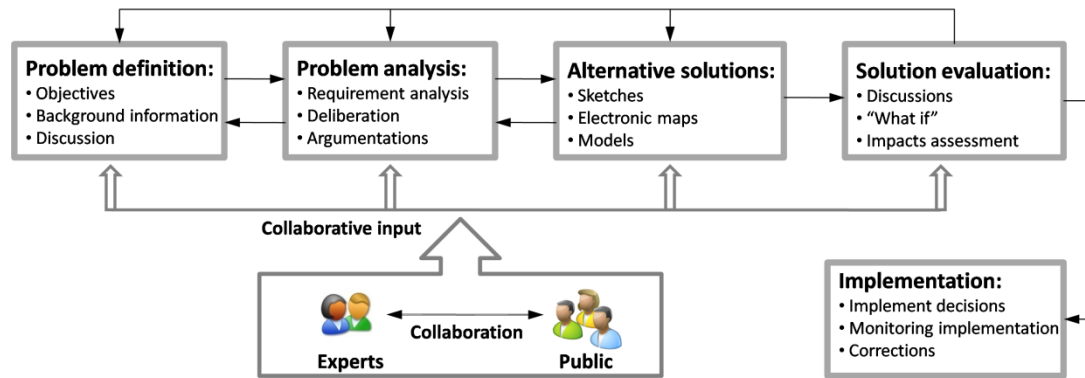 Problem definition:
• Objectives
• Background information
• Discussion
Problem analysis:
• Requirement analysis
• Deliberation
• Argumentations
Alternative solutions:
• Sketches
• Electronic maps
• Models
Solution evaluation:
• Discussions
• “What if”
• Impacts assessment
Collaborative input
Collaboration
Experts
Public
Implementation:
• Implement decisions
• Monitoring implementation
• Corrections